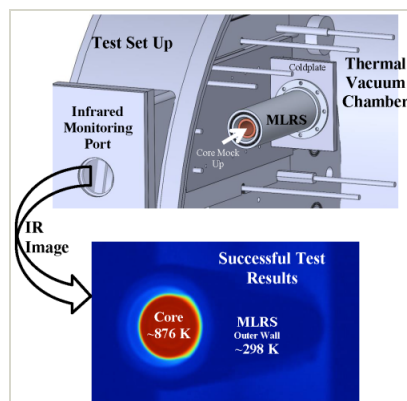 Test Set Up
Coldplate
Thermal
Vacuum
Chamber
Infrared
Monitoring
Port
MLRS
Core Mock
Up
IR
Image
Successful Test
Results
Core
~876 K
MLRS
Outer Wall
~298 K